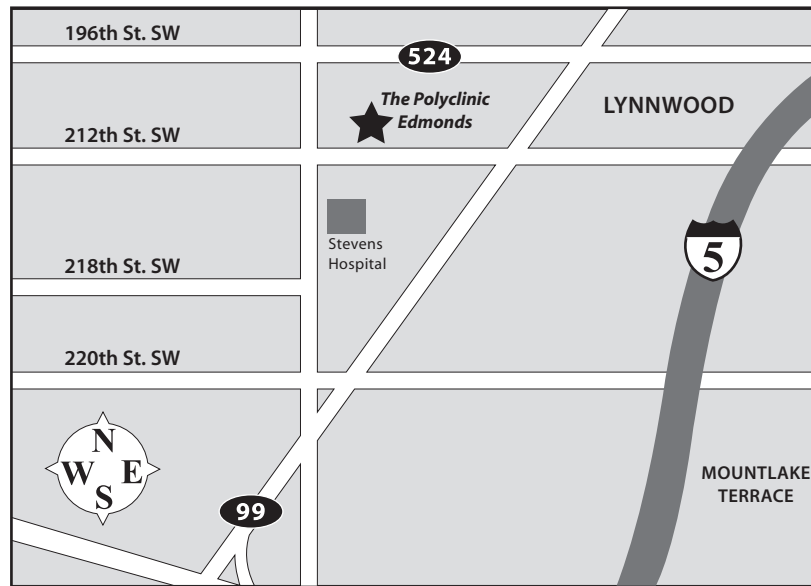 196th St. SW
524
The Polyclinic
Edmonds
LYNNWOOD
212th St. SW
Stevens
Hospital
5
218th St. SW
220th St. SW
N
W E
S
MOUNTLAKE
TERRACE
99